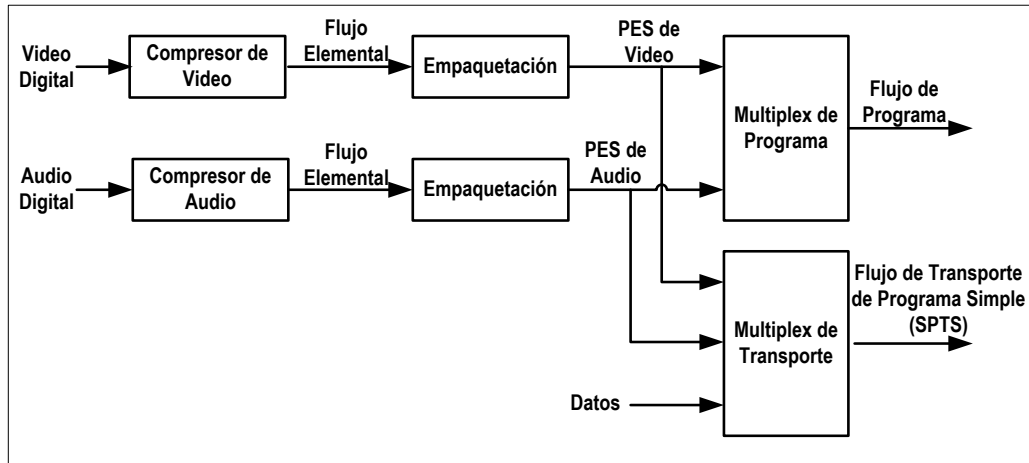 Video
Digital
Compresor de
Video
Flujo
Elemental
Empaquetación
PES de
Video
Multiplex de
Programa
Flujo de
Programa
Audio
Digital
Compresor de
Audio
Flujo
Elemental
Empaquetación
PES de
Audio
Multiplex de
Transporte
Flujo de Transporte
de Programa Simple
(SPTS)
Datos